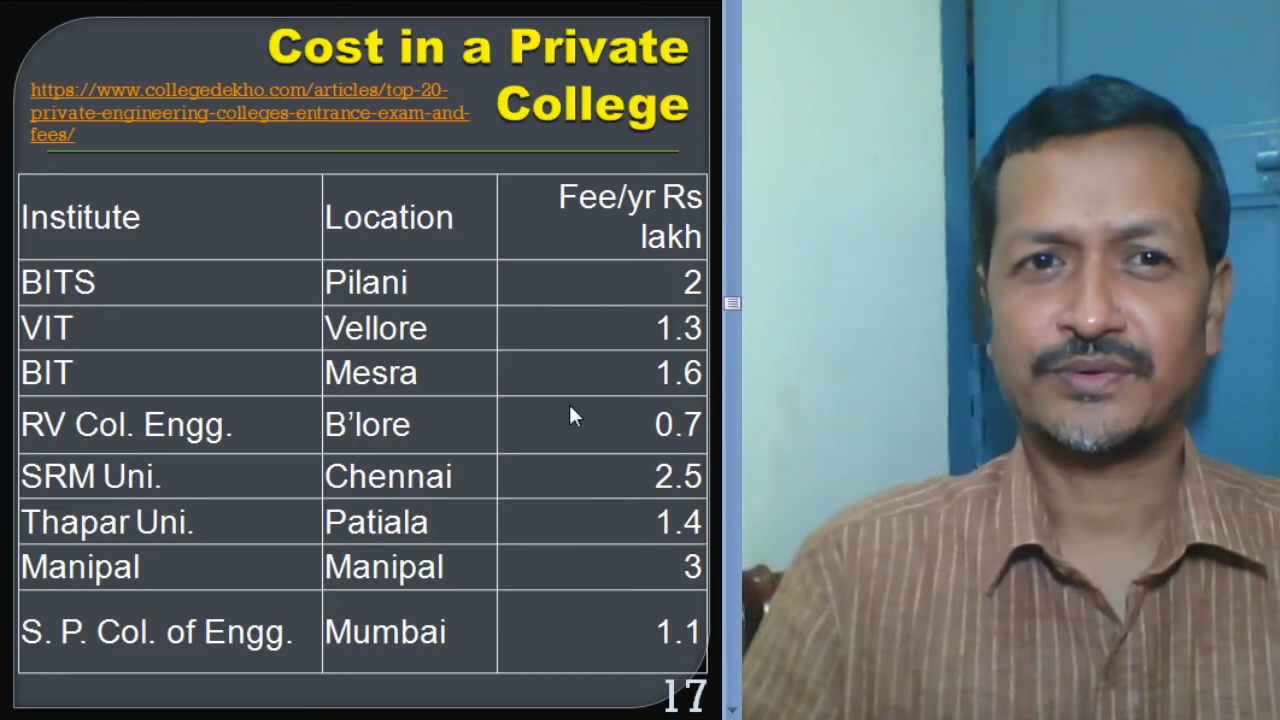 Cost in a Private
College
https://www.collegedekho.com/articles/top-20-
private-engineering-colleges-entrance-exam-and-
fees/
Institute Location Fee/yr Rs
lakh
BITS Pilani 2
VIT Vellore 1.3
BIT Mesra 1.6
RV Col. Engg. B’lore 0.7
SRM Uni. Chennai 2.5
Thapar Uni. Patiala 1.4
Manipal Manipal 3
S. P. Col. of Engg. Mumbai 1.1
17